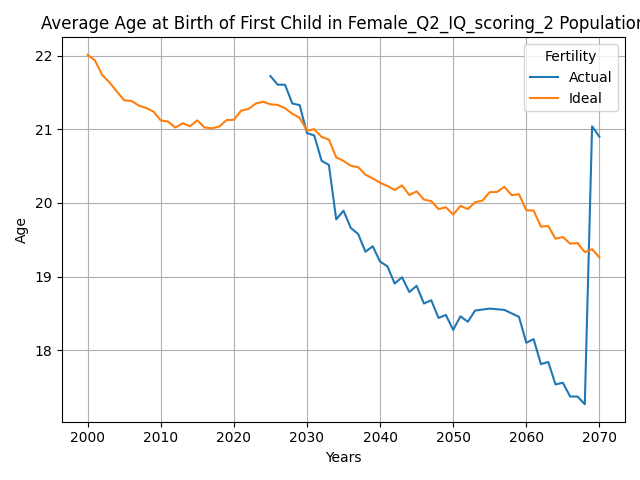 Average Age at Birth of First Child in Female_Q2_IQ_scoring_2 Population
Fertility
Actual
Ideal
22
21
20
19
18
Age
2000 2010 2020 2030 2040 2050 2060 2070
Years